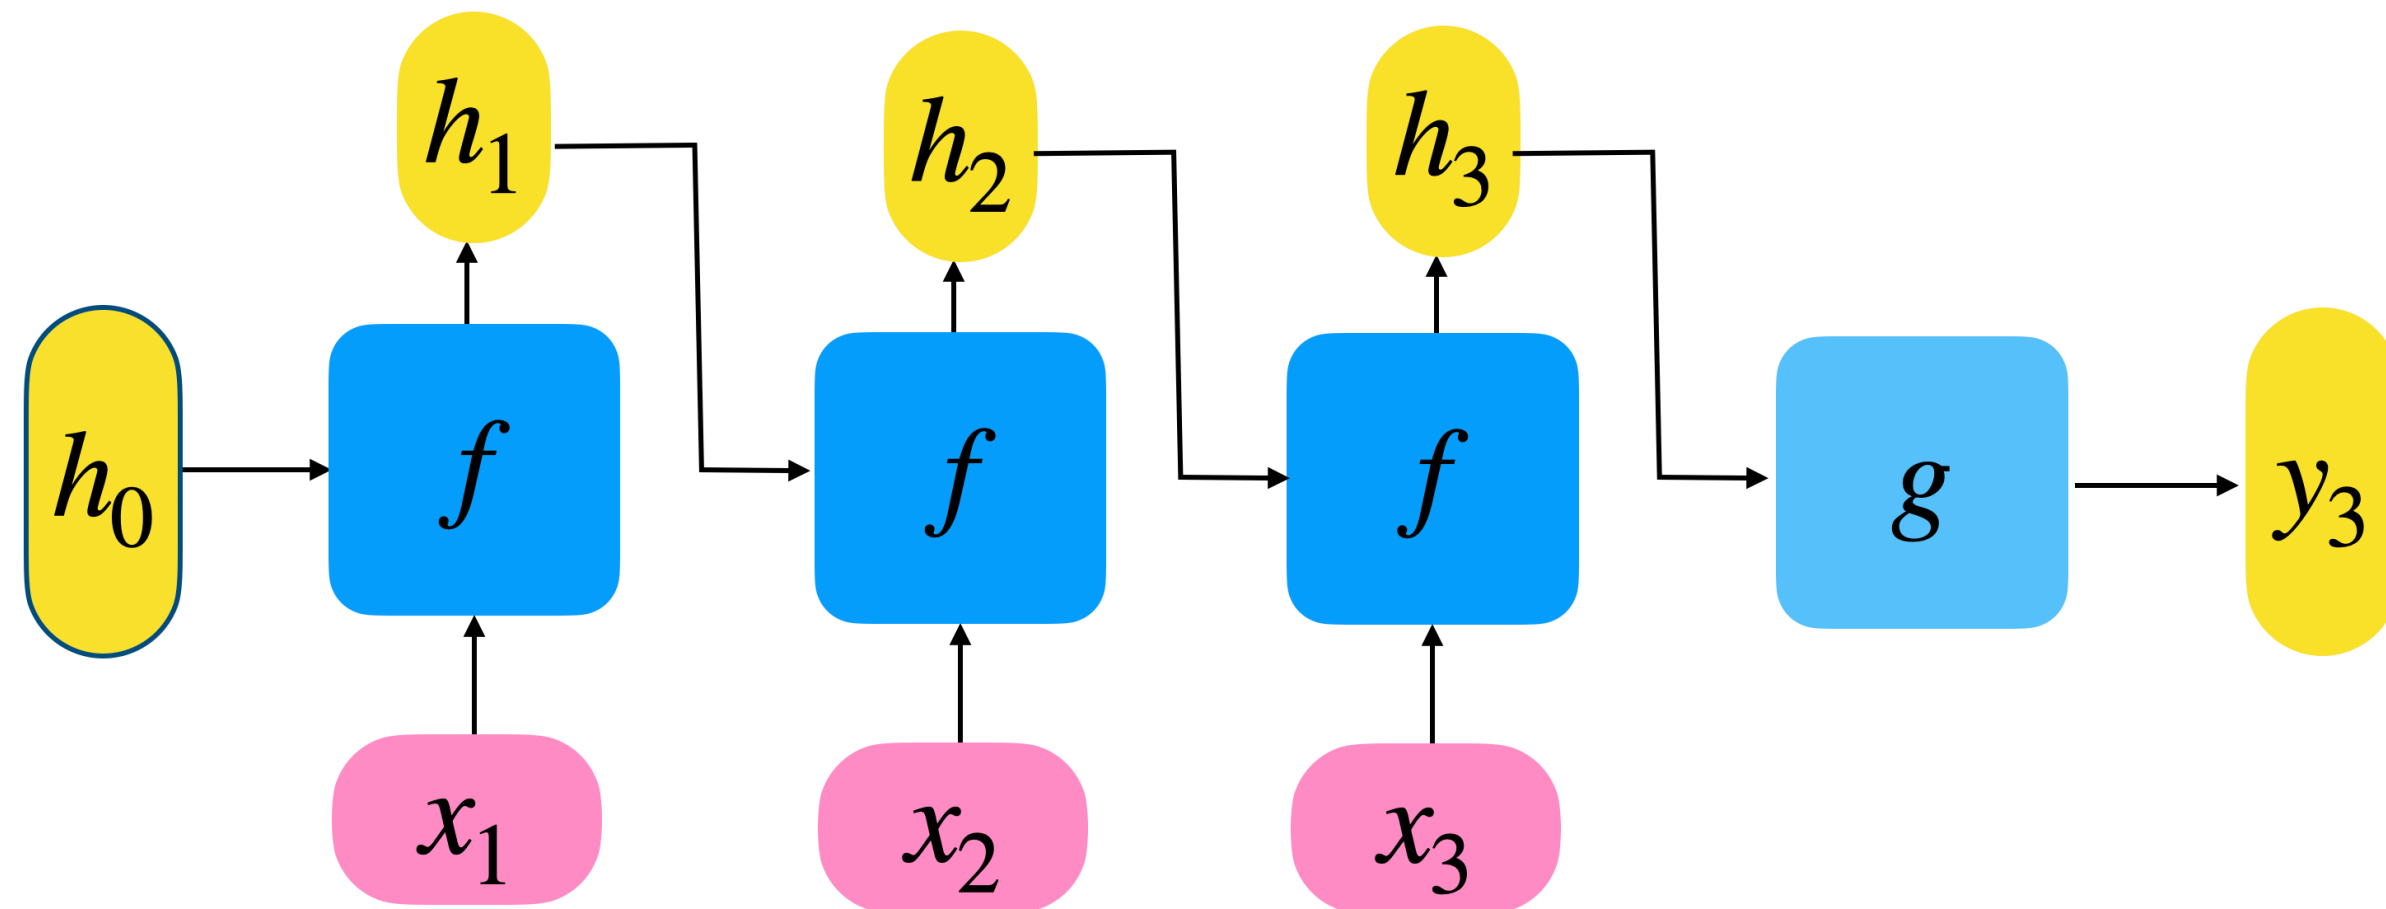 h₁ h₂ h₃
h₀ f f f g y₃
x₁ x₂ x₃